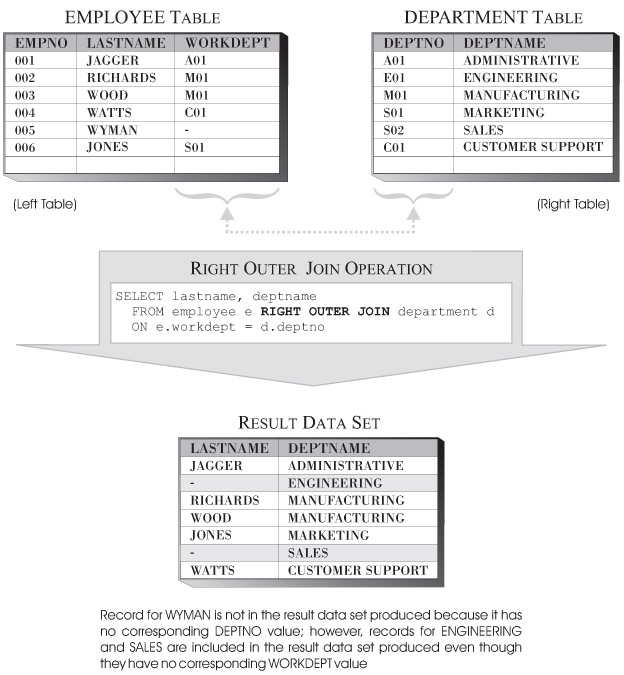 EMPLOYEE TABLE
EMPNO LASTNAME WORKDEPT
001 JAGGER A01
002 RICHARDS M01
003 WOOD M01
004 WATTS C01
005 WYMAN -
006 JONES S01
(Left Table)
DEPARTMENT TABLE
DEPTNO DEPTNAME
A01 ADMINISTRATIVE
E01 ENGINEERING
M01 MANUFACTURING
S01 MARKETING
S02 SALES
C01 CUSTOMER SUPPORT
(Right Table)
RIGHT OUTER JOIN OPERATION
SELECT lastname, deptname
FROM employee e RIGHT OUTER JOIN department d
ON e.workdept = d.deptno
RESULT DATA SET
LASTNAME DEPTNAME
JAGGER ADMINISTRATIVE
- ENGINEERING
RICHARDS MANUFACTURING
WOOD MANUFACTURING
JONES MARKETING
- SALES
WATTS CUSTOMER SUPPORT
Record for WYMAN is not in the result data set produced because it has
no corresponding DEPTNO value; however, records for ENGINEERING
and SALES are included in the result data set produced even though
they have no corresponding WORKDEPT value